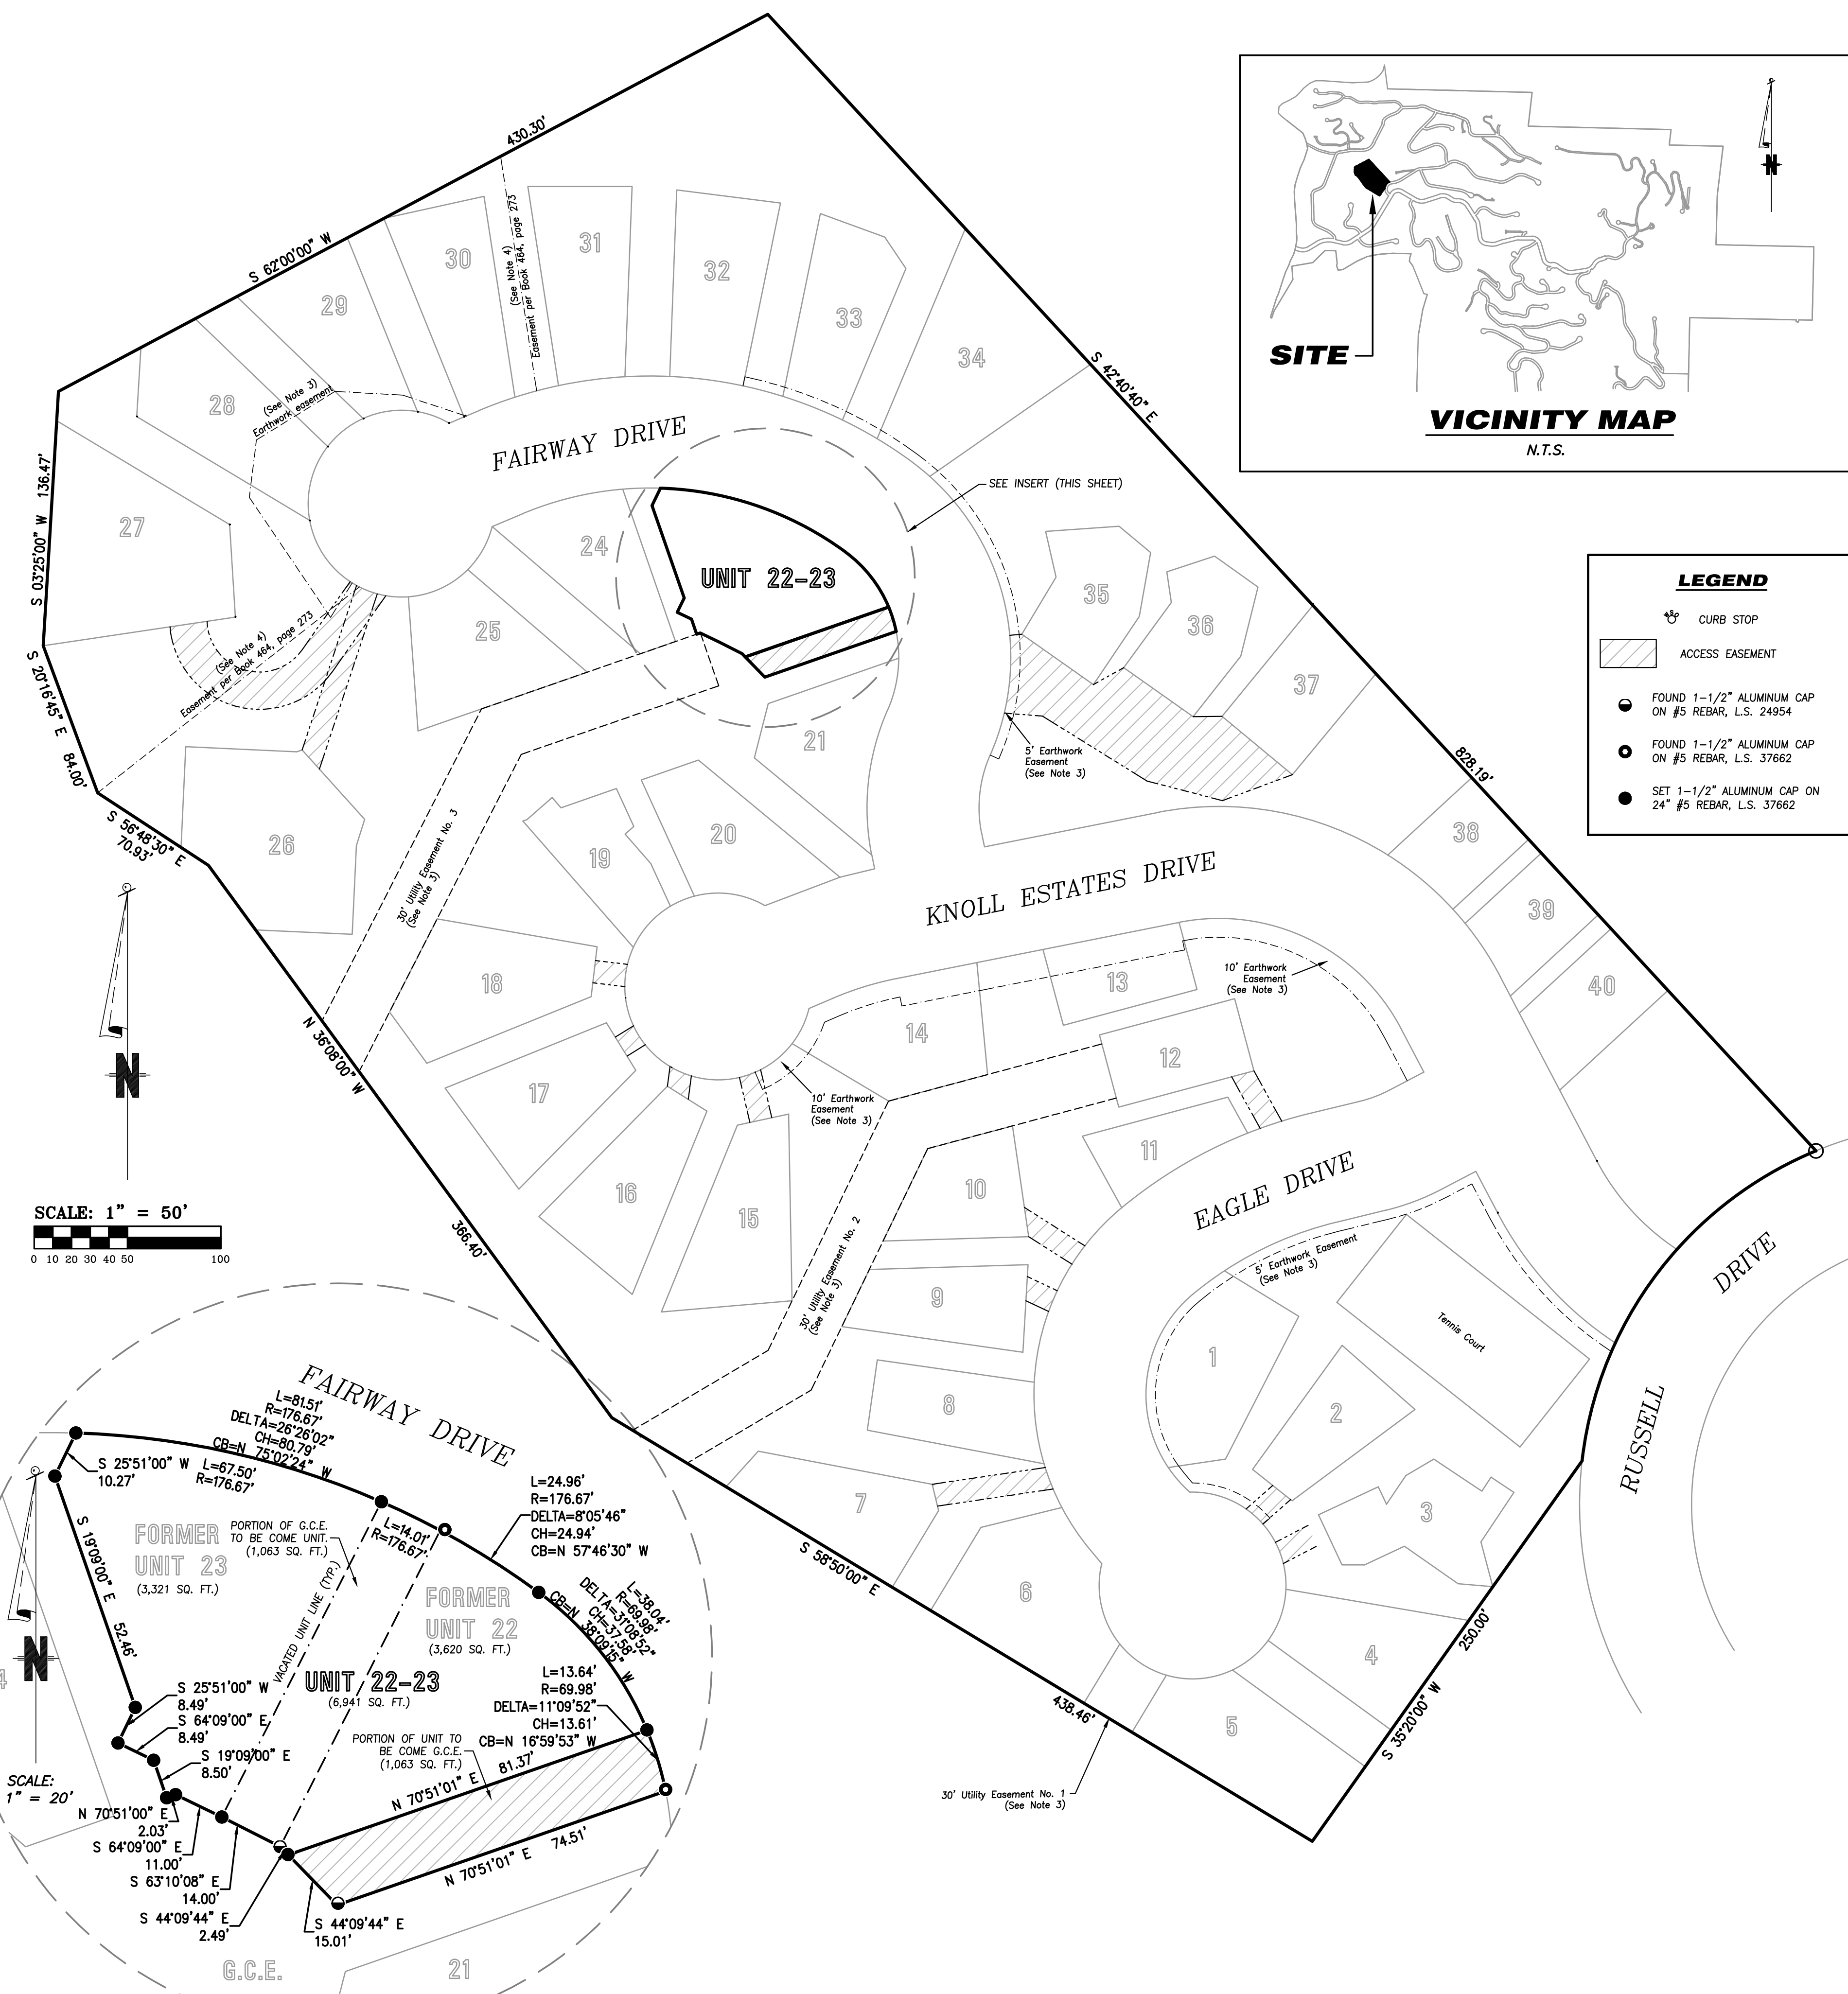 430.30'
S 62°00'00" W
S 03°25'00" W 136.47'
S 20°16'45" E 84.00'
S 56°48'30" E
70.93'
N 36°08'00" W
366.40'
S 58°50'00" E
438.46'
S 35°20'00" W
250.00'
S 42°40'40" E
828.19'
27
28
29
30
31
32
33
34
35
36
37
38
39
40
(See Note 3)
Earthwork easement
(See Note 4)
Easement per Book 464, page 273
(See Note 4)
Easement per Book 464, page 273
FAIRWAY DRIVE
SEE INSERT (THIS SHEET)
24
UNIT 22-23
25
21
26
19
20
18
17
16
15
14
13
12
11
10
9
8
7
6
5
4
3
2
1
5' Earthwork
Easement
(See Note 3)
KNOLL ESTATES DRIVE
30' Utility Easement No. 3
(See Note 3)
10' Earthwork
Easement
(See Note 3)
10' Earthwork
Easement
(See Note 3)
30' Utility Easement No. 2
(See Note 3)
EAGLE DRIVE
5' Earthwork Easement
(See Note 3)
Tennis Court
RUSSELL
DRIVE
30' Utility Easement No. 1
(See Note 3)
N
SCALE: 1" = 50'
0 10 20 30 40 50 100
SITE
N
VICINITY MAP
N.T.S.
LEGEND
CURB STOP
ACCESS EASEMENT
FOUND 1-1/2" ALUMINUM CAP
ON #5 REBAR, L.S. 24954
FOUND 1-1/2" ALUMINUM CAP
ON #5 REBAR, L.S. 37662
SET 1-1/2" ALUMINUM CAP ON
24" #5 REBAR, L.S. 37662
FAIRWAY DRIVE
L=81.51'
R=176.67'
DELTA=26°26'02"
CH=80.79'
CB=N 75°02'24" W
S 25°51'00" W
10.27'
L=67.50'
R=176.67'
L=24.96'
R=176.67'
DELTA=8°05'46"
CH=24.94'
CB=N 57°46'30" W
L=14.01'
R=176.67'
FORMER
UNIT 23
(3,321 SQ. FT.)
PORTION OF G.C.E.
TO BE COME UNIT.
(1,063 SQ. FT.)
S 19°09'00" E 52.46'
VACATED UNIT LINE (TYP.)
FORMER
UNIT 22
(3,620 SQ. FT.)
L=38.04'
R=69.98'
DELTA=31°08'52"
CH=37.58'
CB=N 38°09'15" W
UNIT 22-23
(6,941 SQ. FT.)
L=13.64'
R=69.98'
DELTA=11°09'52"
CH=13.61'
CB=N 16°59'53" W
S 25°51'00" W
8.49'
S 64°09'00" E
8.49'
S 19°09'00" E
8.50'
PORTION OF UNIT TO
BE COME G.C.E.
(1,063 SQ. FT.)
N 70°51'01" E 81.37'
N 70°51'01" E 74.51'
N
4
SCALE:
1" = 20'
N 70°51'00" E
2.03'
S 64°09'00" E
11.00'
S 63°10'08" E
14.00'
S 44°09'44" E
2.49'
S 44°09'44" E
15.01'
G.C.E.
21